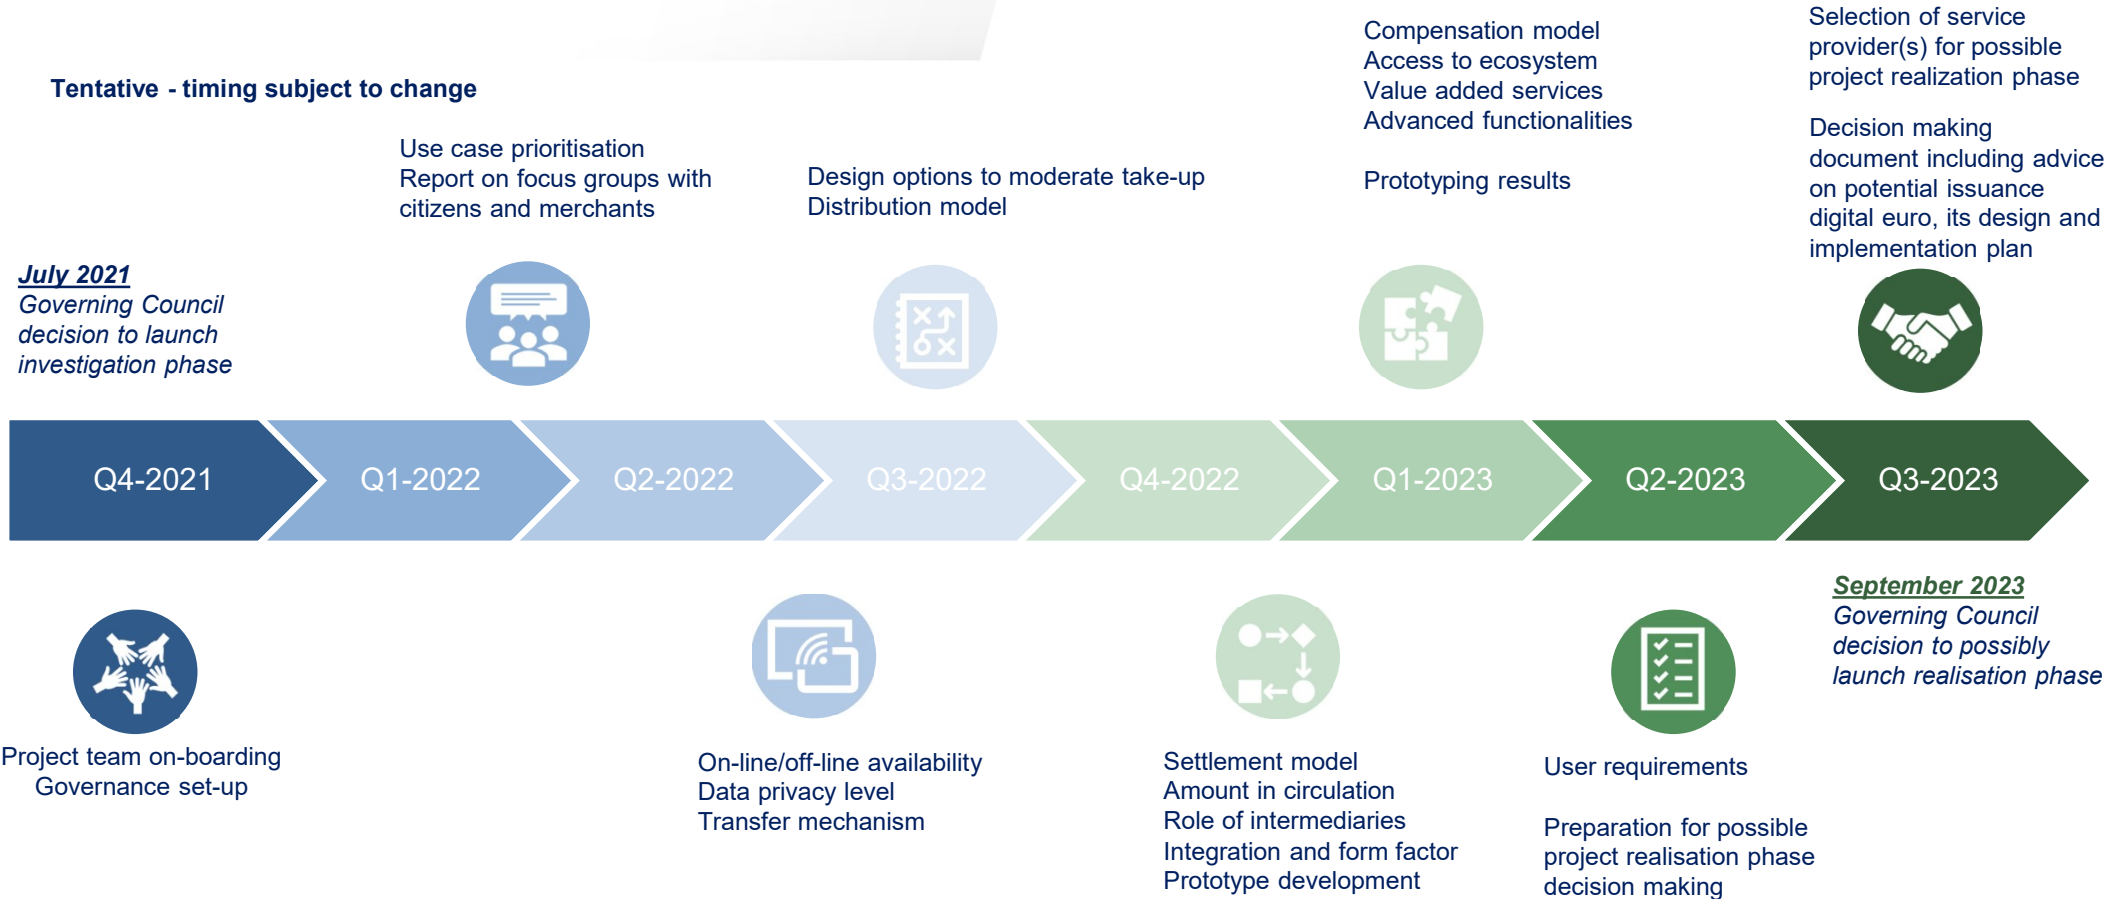 Tentative - timing subject to change
July 2021
Governing Council
decision to launch
investigation phase
Use case prioritisation
Report on focus groups with
citizens and merchants
Design options to moderate take-up
Distribution model
Compensation model
Access to ecosystem
Value added services
Advanced functionalities
Prototyping results
Selection of service
provider(s) for possible
project realization phase
Decision making
document including advice
on potential issuance
digital euro, its design and
implementation plan
Q4-2021
Q1-2022
Q2-2022
Q3-2022
Q4-2022
Q1-2023
Q2-2023
Q3-2023
Project team on-boarding
Governance set-up
On-line/off-line availability
Data privacy level
Transfer mechanism
Settlement model
Amount in circulation
Role of intermediaries
Integration and form factor
Prototype development
User requirements
Preparation for possible
project realisation phase
decision making
September 2023
Governing Council
decision to possibly
launch realisation phase